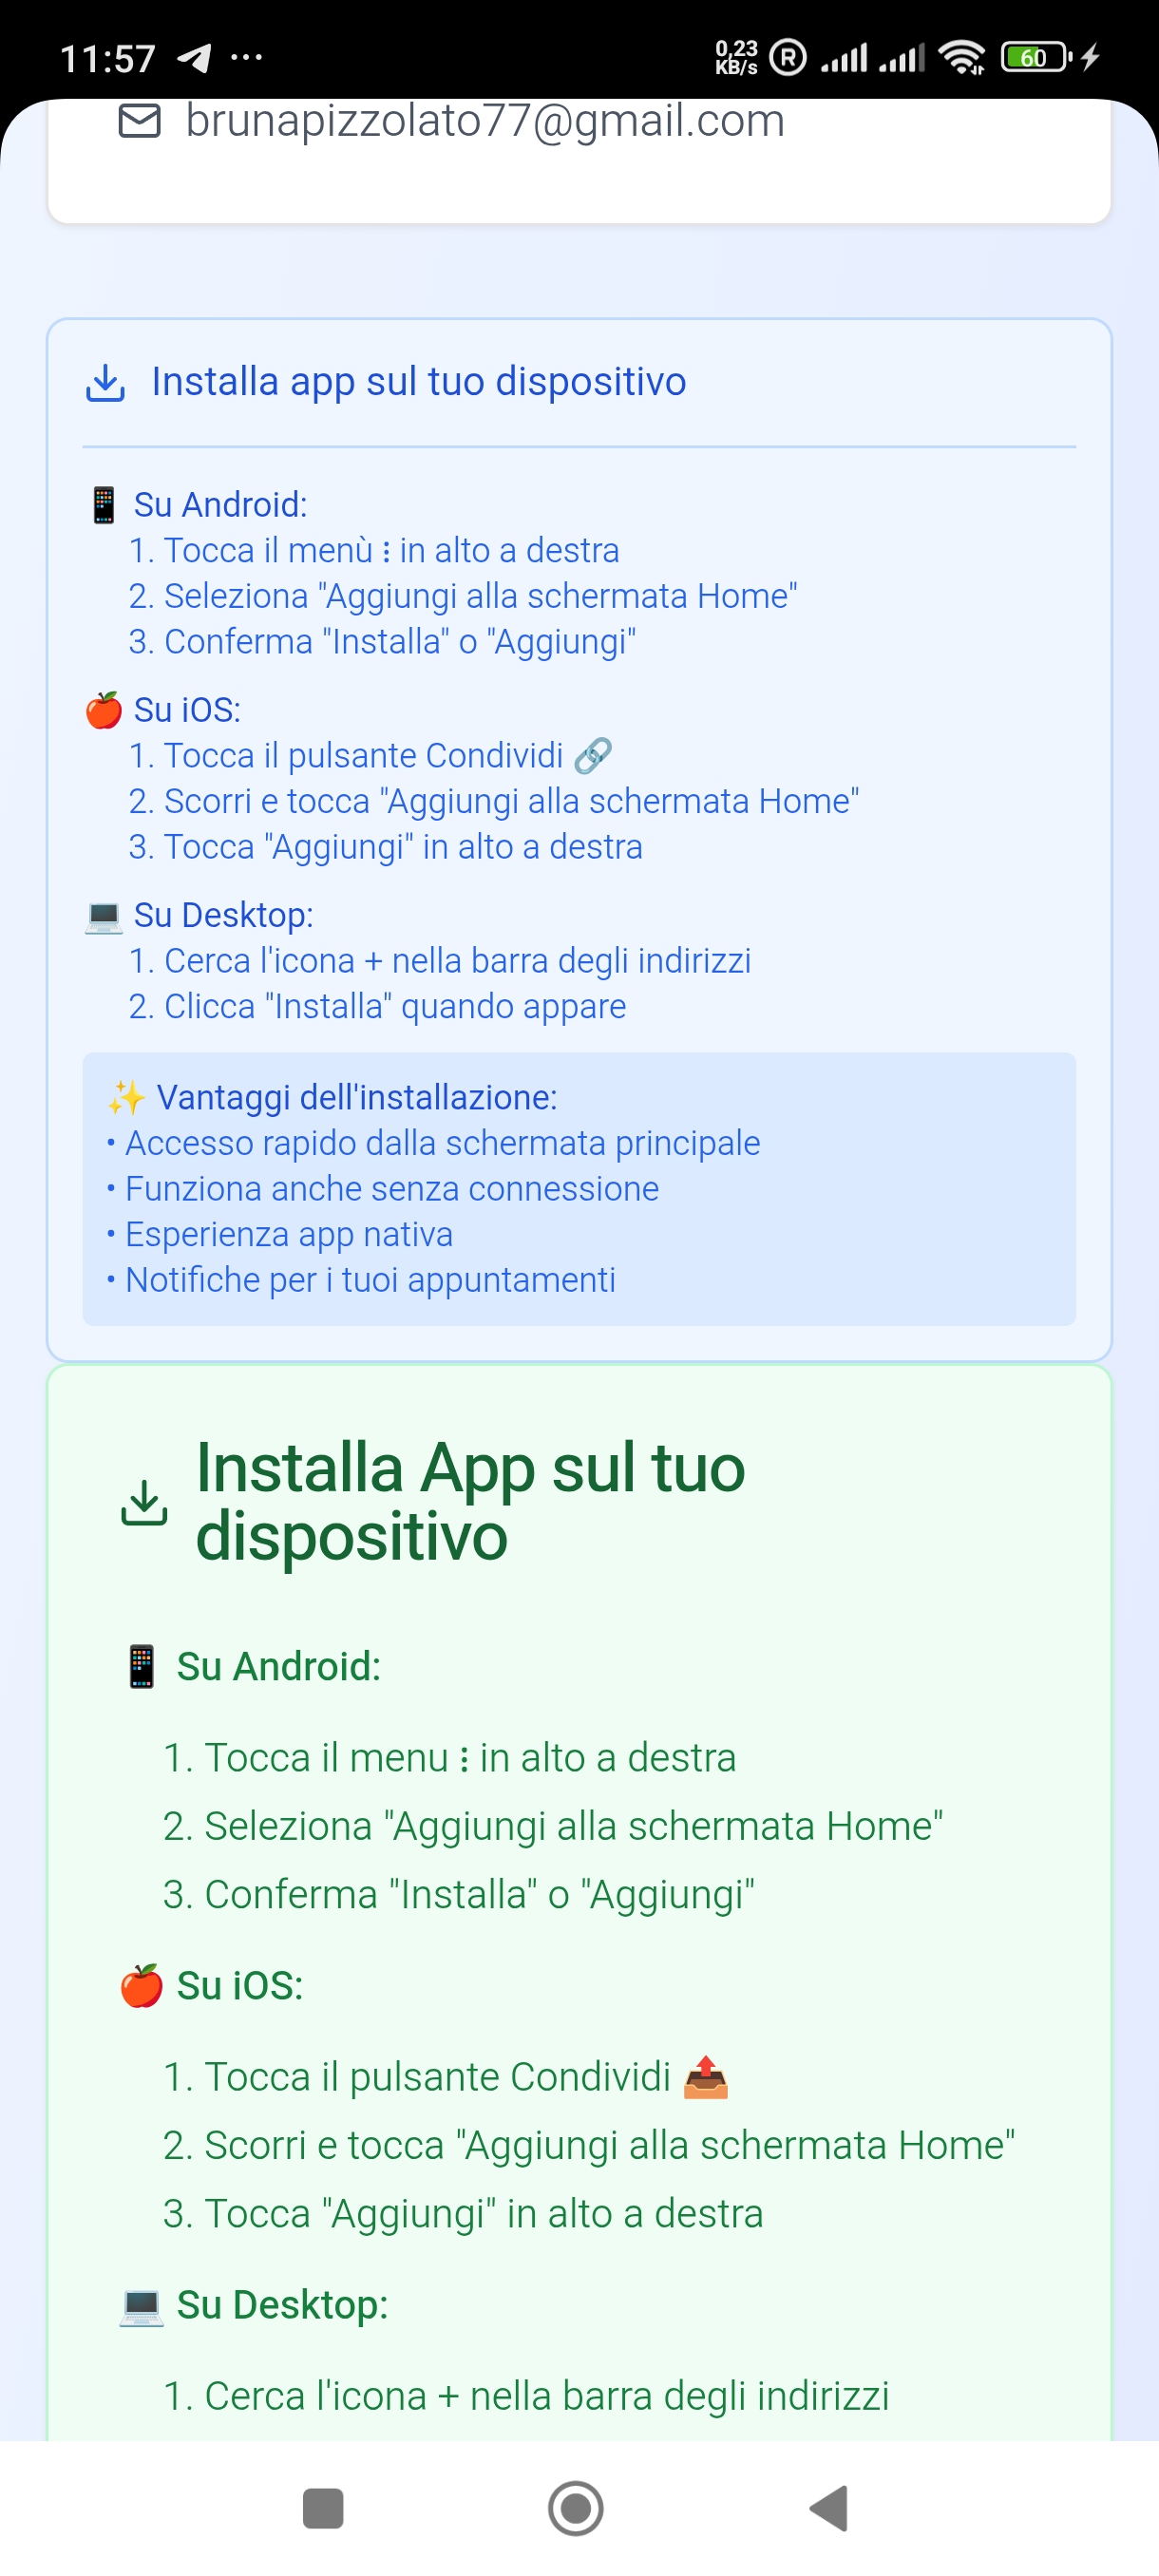 11:57
0,23
KB/s
R
60
brunapizzolato77@gmail.com
Installa app sul tuo dispositivo
📱 Su Android:
1. Tocca il menù ⋮ in alto a destra
2. Seleziona "Aggiungi alla schermata Home"
3. Conferma "Installa" o "Aggiungi"
🍎 Su iOS:
1. Tocca il pulsante Condividi 🔗
2. Scorri e tocca "Aggiungi alla schermata Home"
3. Tocca "Aggiungi" in alto a destra
💻 Su Desktop:
1. Cerca l'icona + nella barra degli indirizzi
2. Clicca "Installa" quando appare
✨ Vantaggi dell'installazione:
• Accesso rapido dalla schermata principale
• Funziona anche senza connessione
• Esperienza app nativa
• Notifiche per i tuoi appuntamenti
Installa App sul tuo
dispositivo
📱 Su Android:
1. Tocca il menu ⋮ in alto a destra
2. Seleziona "Aggiungi alla schermata Home"
3. Conferma "Installa" o "Aggiungi"
🍎 Su iOS:
1. Tocca il pulsante Condividi 📤
2. Scorri e tocca "Aggiungi alla schermata Home"
3. Tocca "Aggiungi" in alto a destra
💻 Su Desktop:
1. Cerca l'icona + nella barra degli indirizzi